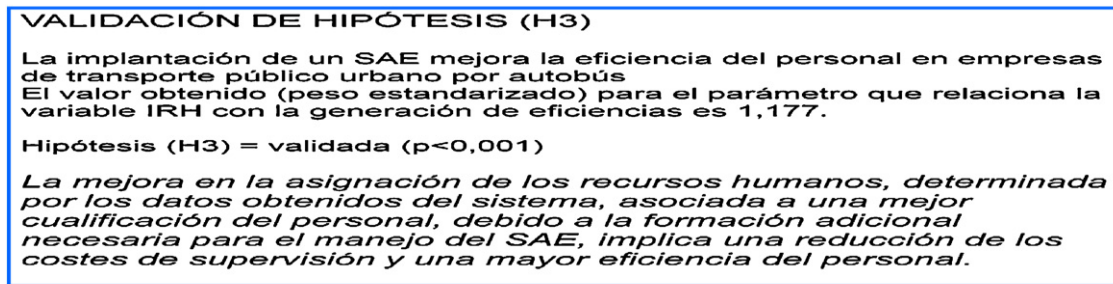 VALIDACIÓN DE HIPÓTESIS (H3)
La implantación de un SAE mejora la eficiencia del personal en empresas
de transporte público urbano por autobús
El valor obtenido (peso estandarizado) para el parámetro que relaciona la
variable IRH con la generación de eficiencias es 1,177.
Hipótesis (H3) = validada (p<0,001)
La mejora en la asignación de los recursos humanos, determinada
por los datos obtenidos del sistema, asociada a una mejor
cualificación del personal, debido a la formación adicional
necesaria para el manejo del SAE, implica una reducción de los
costes de supervisión y una mayor eficiencia del personal.